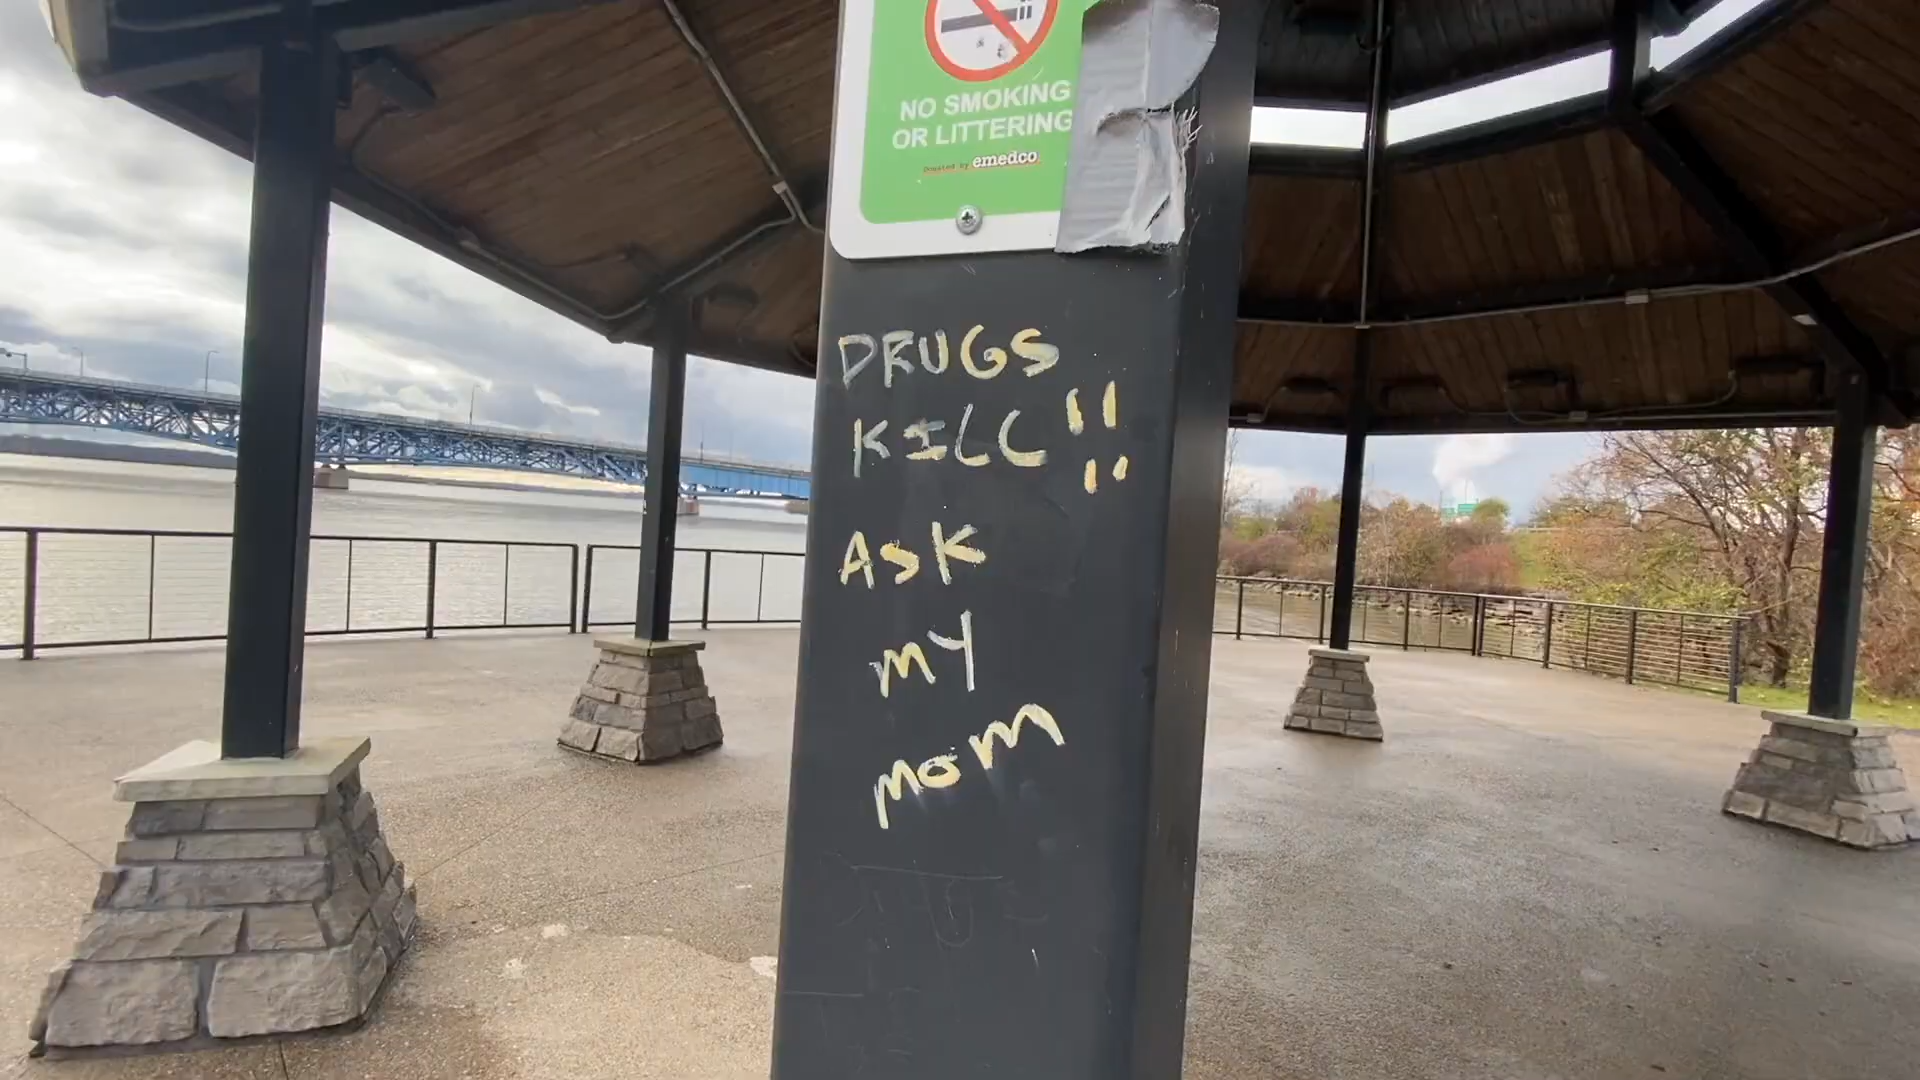 NO SMOKING
OR LITTERING
Donated by emedco
DRUGS
KILL!!
ASK
MY
MOM